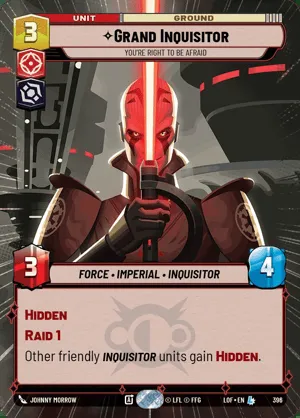 UNIT GROUND
3 GRAND INQUISITOR
YOU'RE RIGHT TO BE AFRAID
3 FORCE • IMPERIAL • INQUISITOR 4
HIDDEN
RAID 1
Other friendly INQUISITOR units gain HIDDEN.
JOHNNY MORROW © LFL © FFG LOF • EN 396